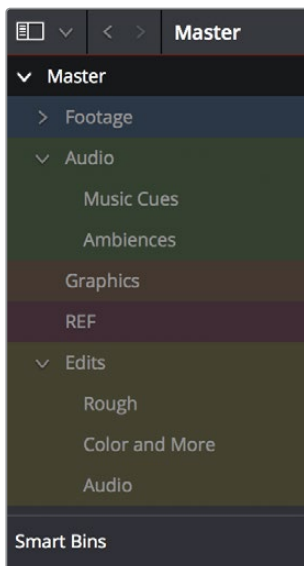 Master
Master
Footage
Audio
Music Cues
Ambiences
Graphics
REF
Edits
Rough
Color and More
Audio
Smart Bins